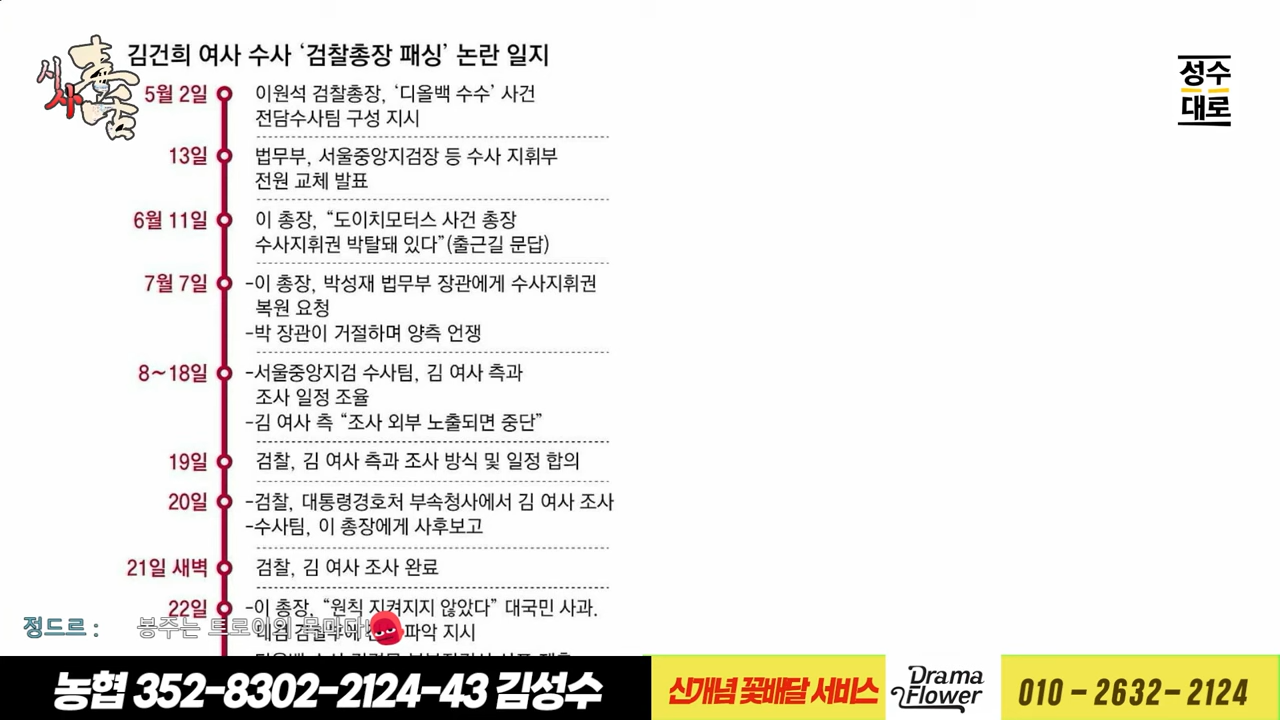 김건희 여사 수사 ‘검찰총장 패싱’ 논란 일지
시사
성수
대로
5월 2일
이원석 검찰총장, ‘디올백 수수’ 사건
전담수사팀 구성 지시
13일
법무부, 서울중앙지검장 등 수사 지휘부
전원 교체 발표
6월 11일
이 총장, “도이치모터스 사건 총장
수사지휘권 박탈돼 있다”(출근길 문답)
7월 7일
-이 총장, 박성재 법무부 장관에게 수사지휘권
복원 요청
-박 장관이 거절하며 양측 언쟁
8~18일
-서울중앙지검 수사팀, 김 여사 측과
조사 일정 조율
-김 여사 측 “조사 외부 노출되면 중단”
19일
검찰, 김 여사 측과 조사 방식 및 일정 합의
20일
-검찰, 대통령경호처 부속청사에서 김 여사 조사
-수사팀, 이 총장에게 사후보고
21일 새벽
검찰, 김 여사 조사 완료
22일
-이 총장, “원칙 지켜지지 않았다” 대국민 사과.
파악 지시
정드르 : 봉주는 트로이의 목마다
농협 352-8302-2124-43 김성수
신개념 꽃배달 서비스
Drama
Flower
010 - 2632 - 2124